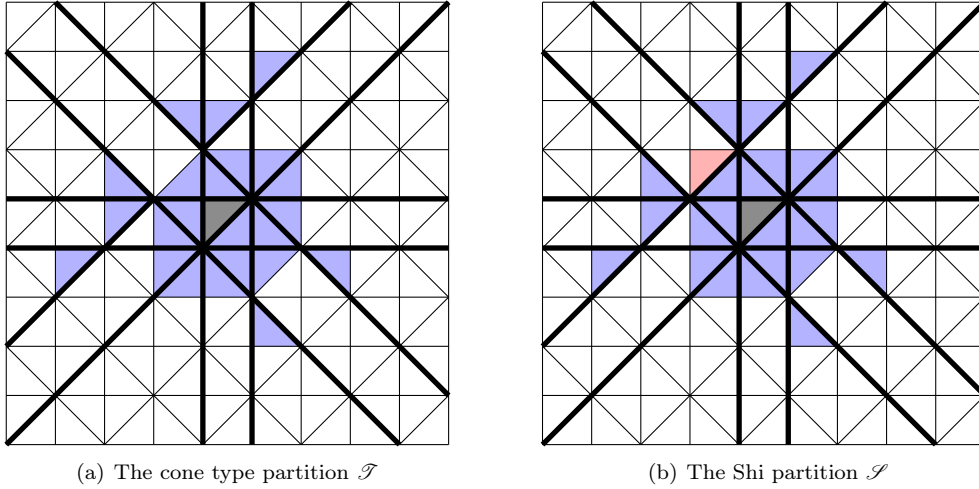 (a) The cone type partition 𝒯
(b) The Shi partition 𝒮